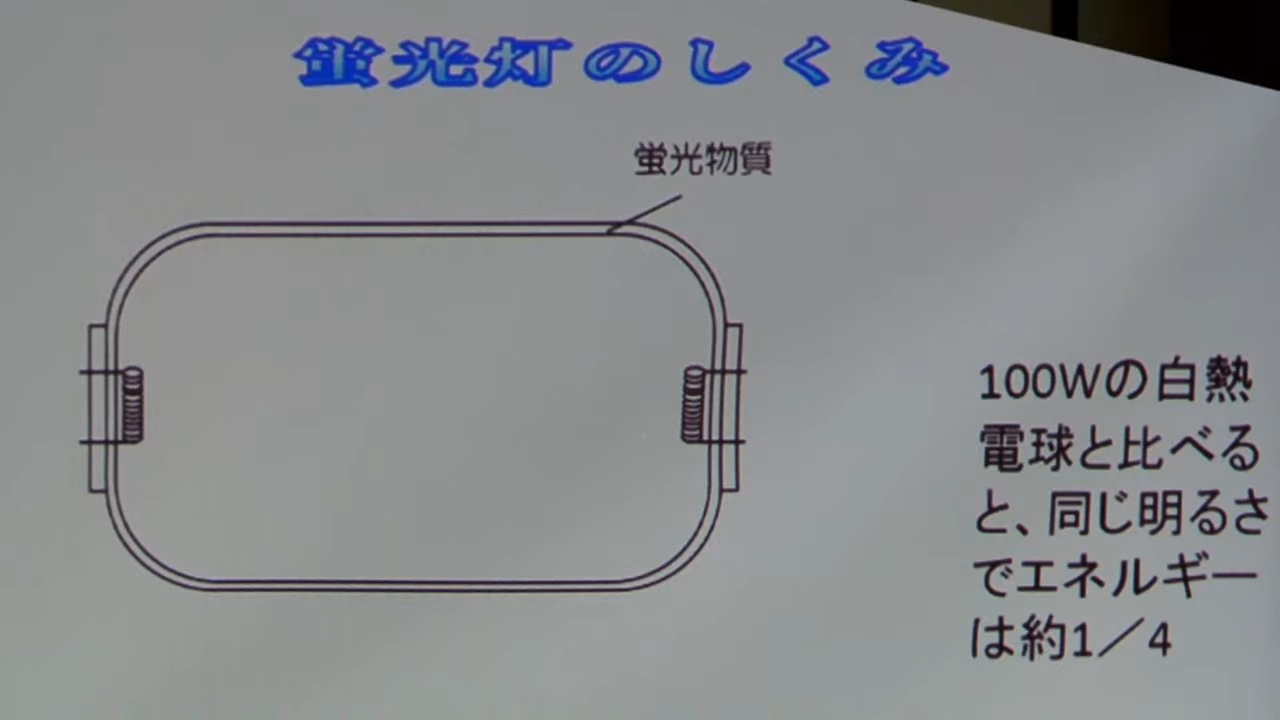 蛍光灯のしくみ
蛍光物質
100Wの白熱
電球と比べる
と、同じ明るさ
でエネルギー
は約1／4